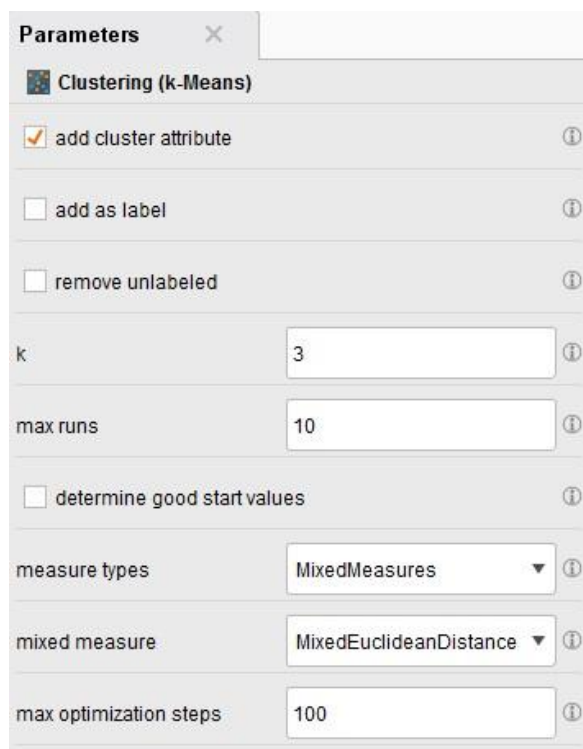 Parameters
Clustering (k-Means)
add cluster attribute
add as label
remove unlabeled
k 3
max runs 10
determine good start values
measure types MixedMeasures
mixed measure MixedEuclideanDistance
max optimization steps 100